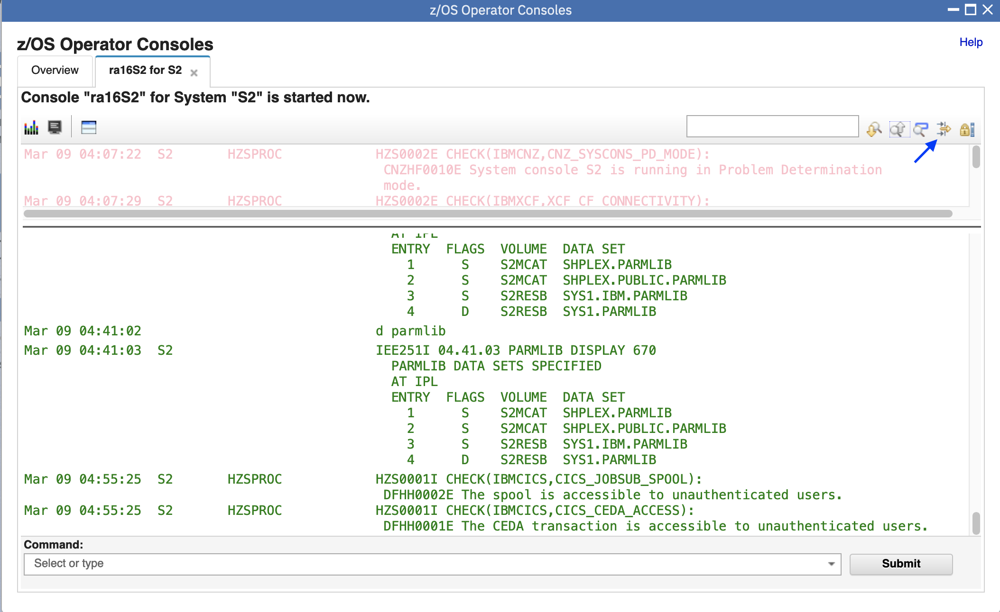 z/OS Operator Consoles
z/OS Operator Consoles
Help
Overview
ra16S2 for S2
Console "ra16S2" for System "S2" is started now.
Mar 09 04:07:22 S2 HZSPROC HZS0002E CHECK(IBMCNZ,CNZ_SYSCONS_PD_MODE):
CNZHF0010E System console S2 is running in Problem Determination
mode.
Mar 09 04:07:29 S2 HZSPROC HZS0002E CHECK(IBMXCF,XCF_CF_CONNECTIVITY):
AT IPL
ENTRY FLAGS VOLUME DATA SET
1 S S2MCAT SHPLEX.PARMLIB
2 S S2MCAT SHPLEX.PUBLIC.PARMLIB
3 S S2RESB SYS1.IBM.PARMLIB
4 D S2RESB SYS1.PARMLIB
Mar 09 04:41:02 d parmlib
Mar 09 04:41:03 S2 IEE251I 04.41.03 PARMLIB DISPLAY 670
PARMLIB DATA SETS SPECIFIED
AT IPL
ENTRY FLAGS VOLUME DATA SET
1 S S2MCAT SHPLEX.PARMLIB
2 S S2MCAT SHPLEX.PUBLIC.PARMLIB
3 S S2RESB SYS1.IBM.PARMLIB
4 D S2RESB SYS1.PARMLIB
Mar 09 04:55:25 S2 HZSPROC HZS0001I CHECK(IBMCICS,CICS_JOBSUB_SPOOL):
DFHH0002E The spool is accessible to unauthenticated users.
Mar 09 04:55:25 S2 HZSPROC HZS0001I CHECK(IBMCICS,CICS_CEDA_ACCESS):
DFHH0001E The CEDA transaction is accessible to unauthenticated users.
Command:
Select or type
Submit